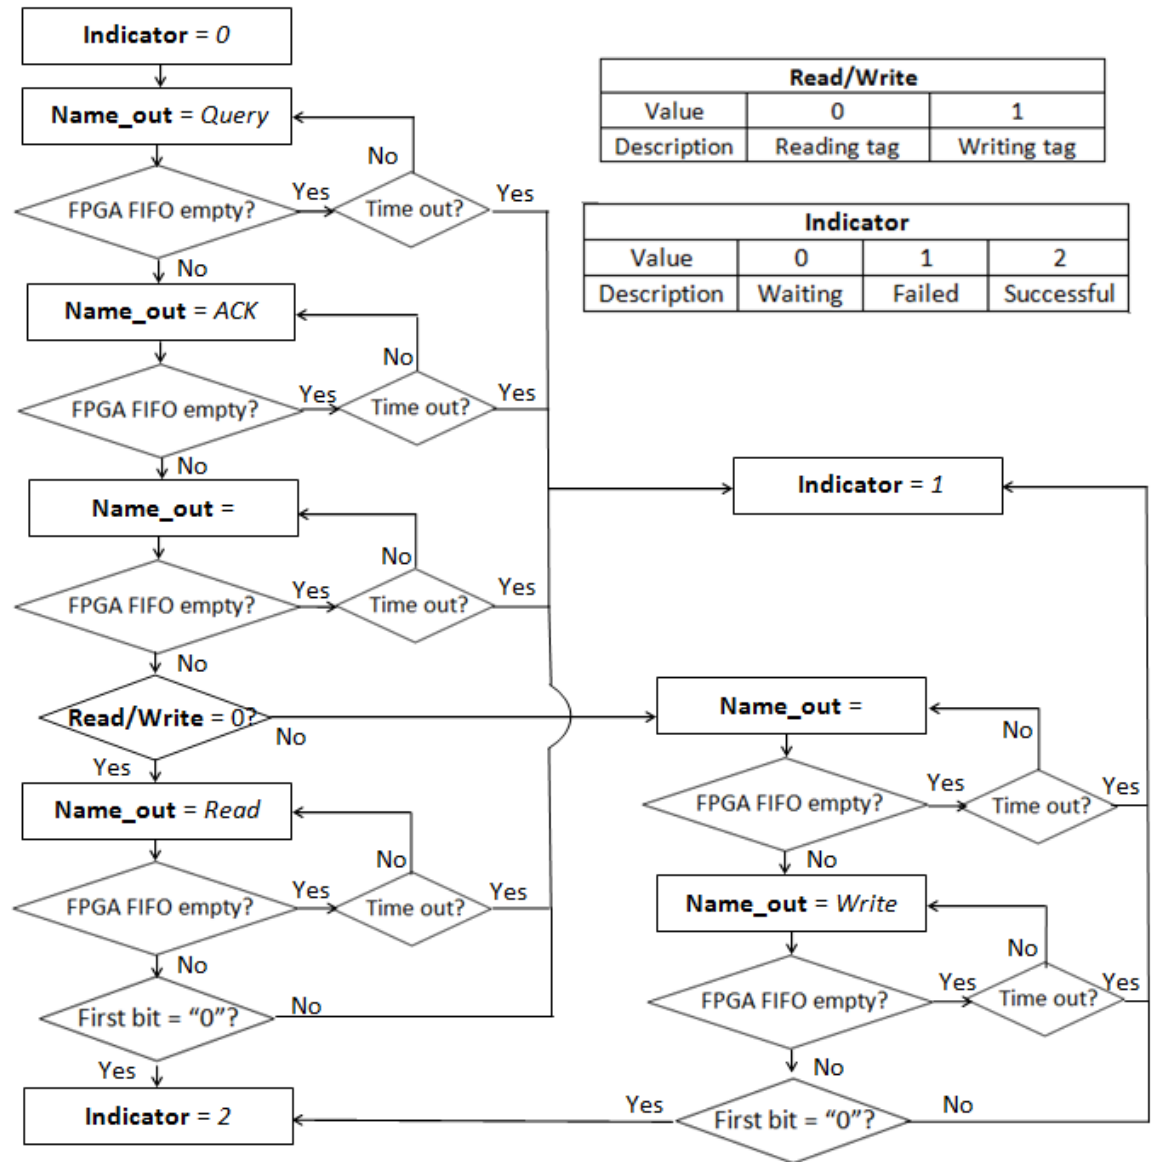 Indicator = 0
Name_out = Query
No
FPGA FIFO empty?
Yes
Time out?
Yes
No
Name_out = ACK
No
FPGA FIFO empty?
Yes
Time out?
Yes
No
Name_out =
No
FPGA FIFO empty?
Yes
Time out?
Yes
No
Read/Write = 0?
No
Yes
Name_out = Read
No
FPGA FIFO empty?
Yes
Time out?
Yes
No
First bit = “0”?
No
Yes
Indicator = 2
Read/Write
Value 0 1
Description Reading tag Writing tag
Indicator
Value 0 1 2
Description Waiting Failed Successful
Indicator = 1
Name_out =
No
FPGA FIFO empty?
Yes
Time out?
Yes
No
Name_out = Write
No
FPGA FIFO empty?
Yes
Time out?
Yes
No
First bit = “0”?
Yes
No